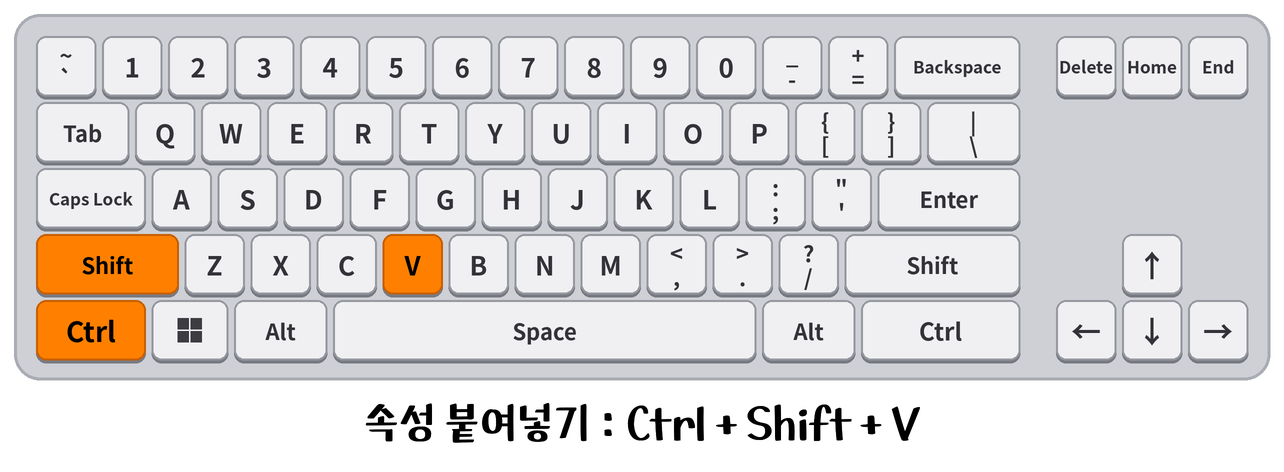 ~ 1 2 3 4 5 6 7 8 9 0 _ + Backspace Delete Home End
` - =
Tab Q W E R T Y U I O P { } |
[ ] \
Caps Lock A S D F G H J K L : " Enter
; '
Shift Z X C V B N M < > ? Shift ↑
, . /
Ctrl Alt Space Alt Ctrl ← ↓ →
속성 붙여넣기 : Ctrl + Shift + V